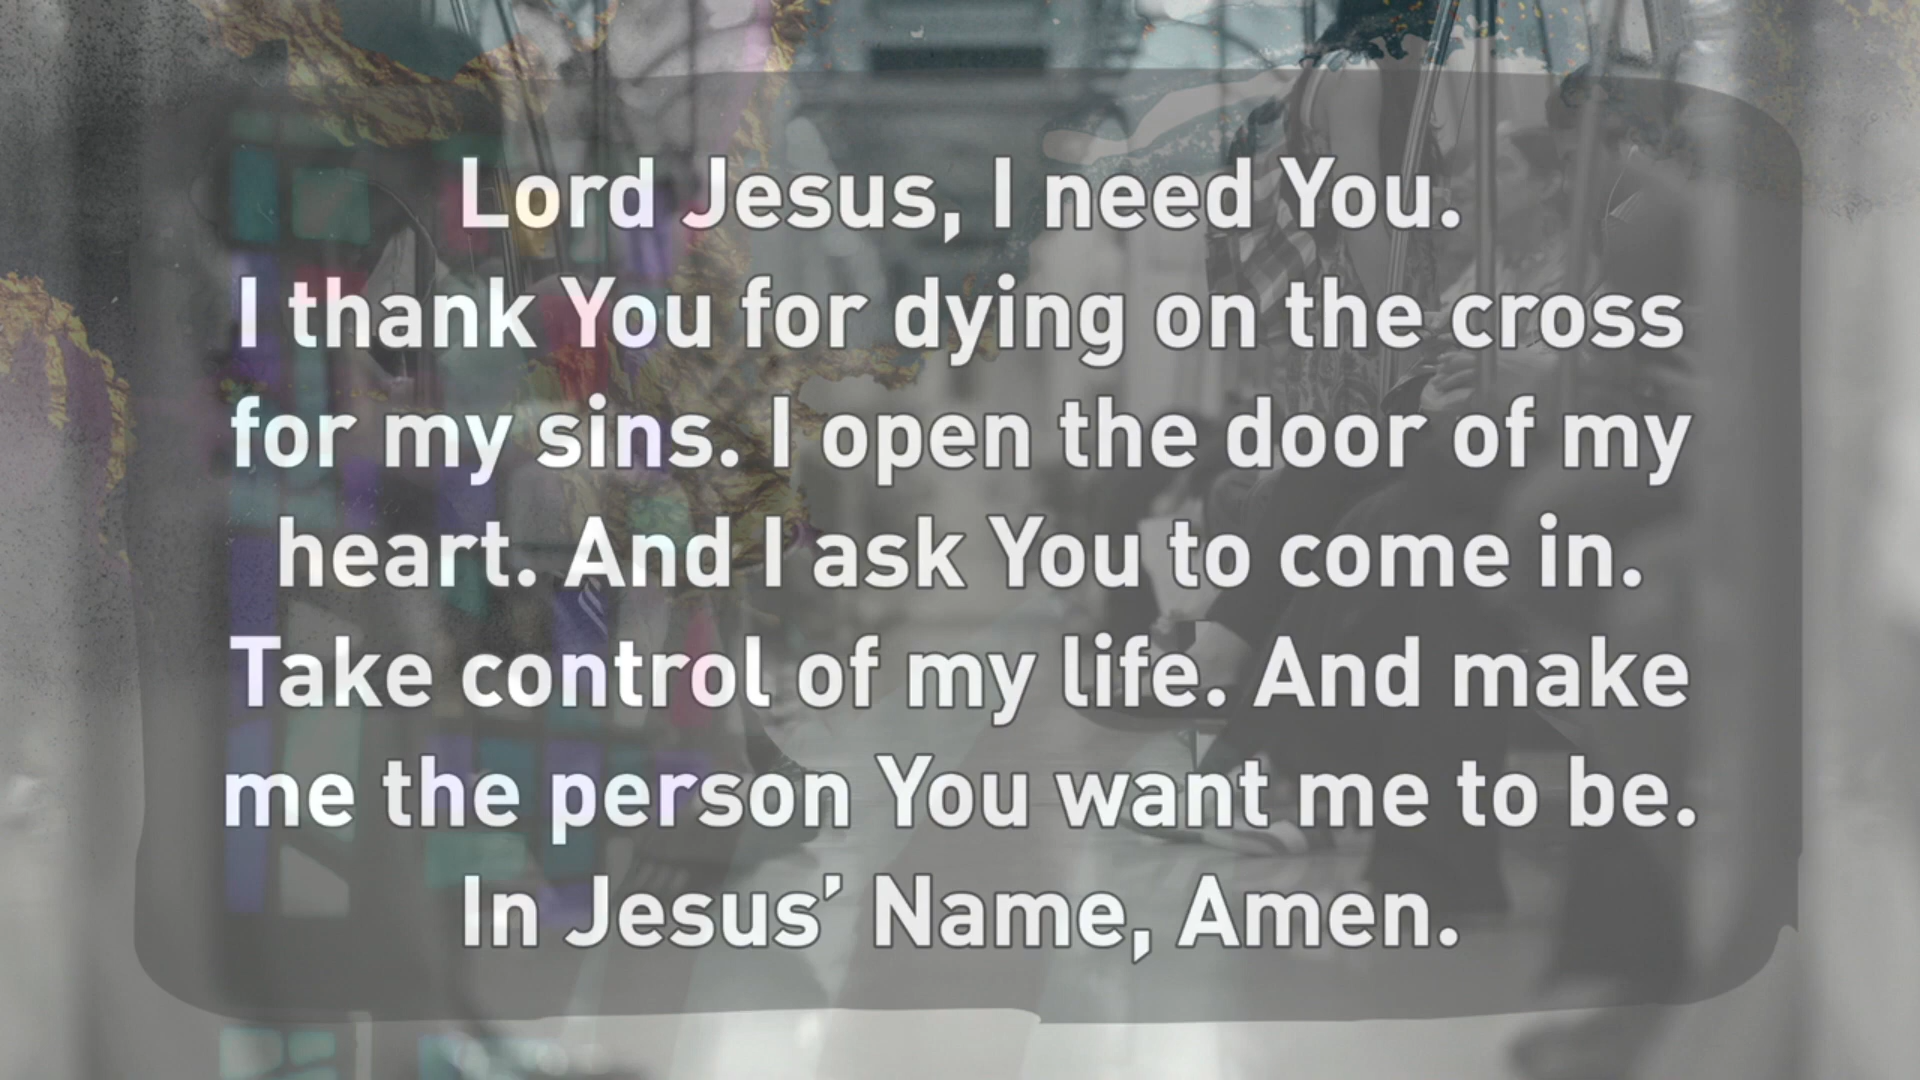 Lord Jesus, I need You.
I thank You for dying on the cross
for my sins. I open the door of my
heart. And I ask You to come in.
Take control of my life. And make
me the person You want me to be.
In Jesus’ Name, Amen.